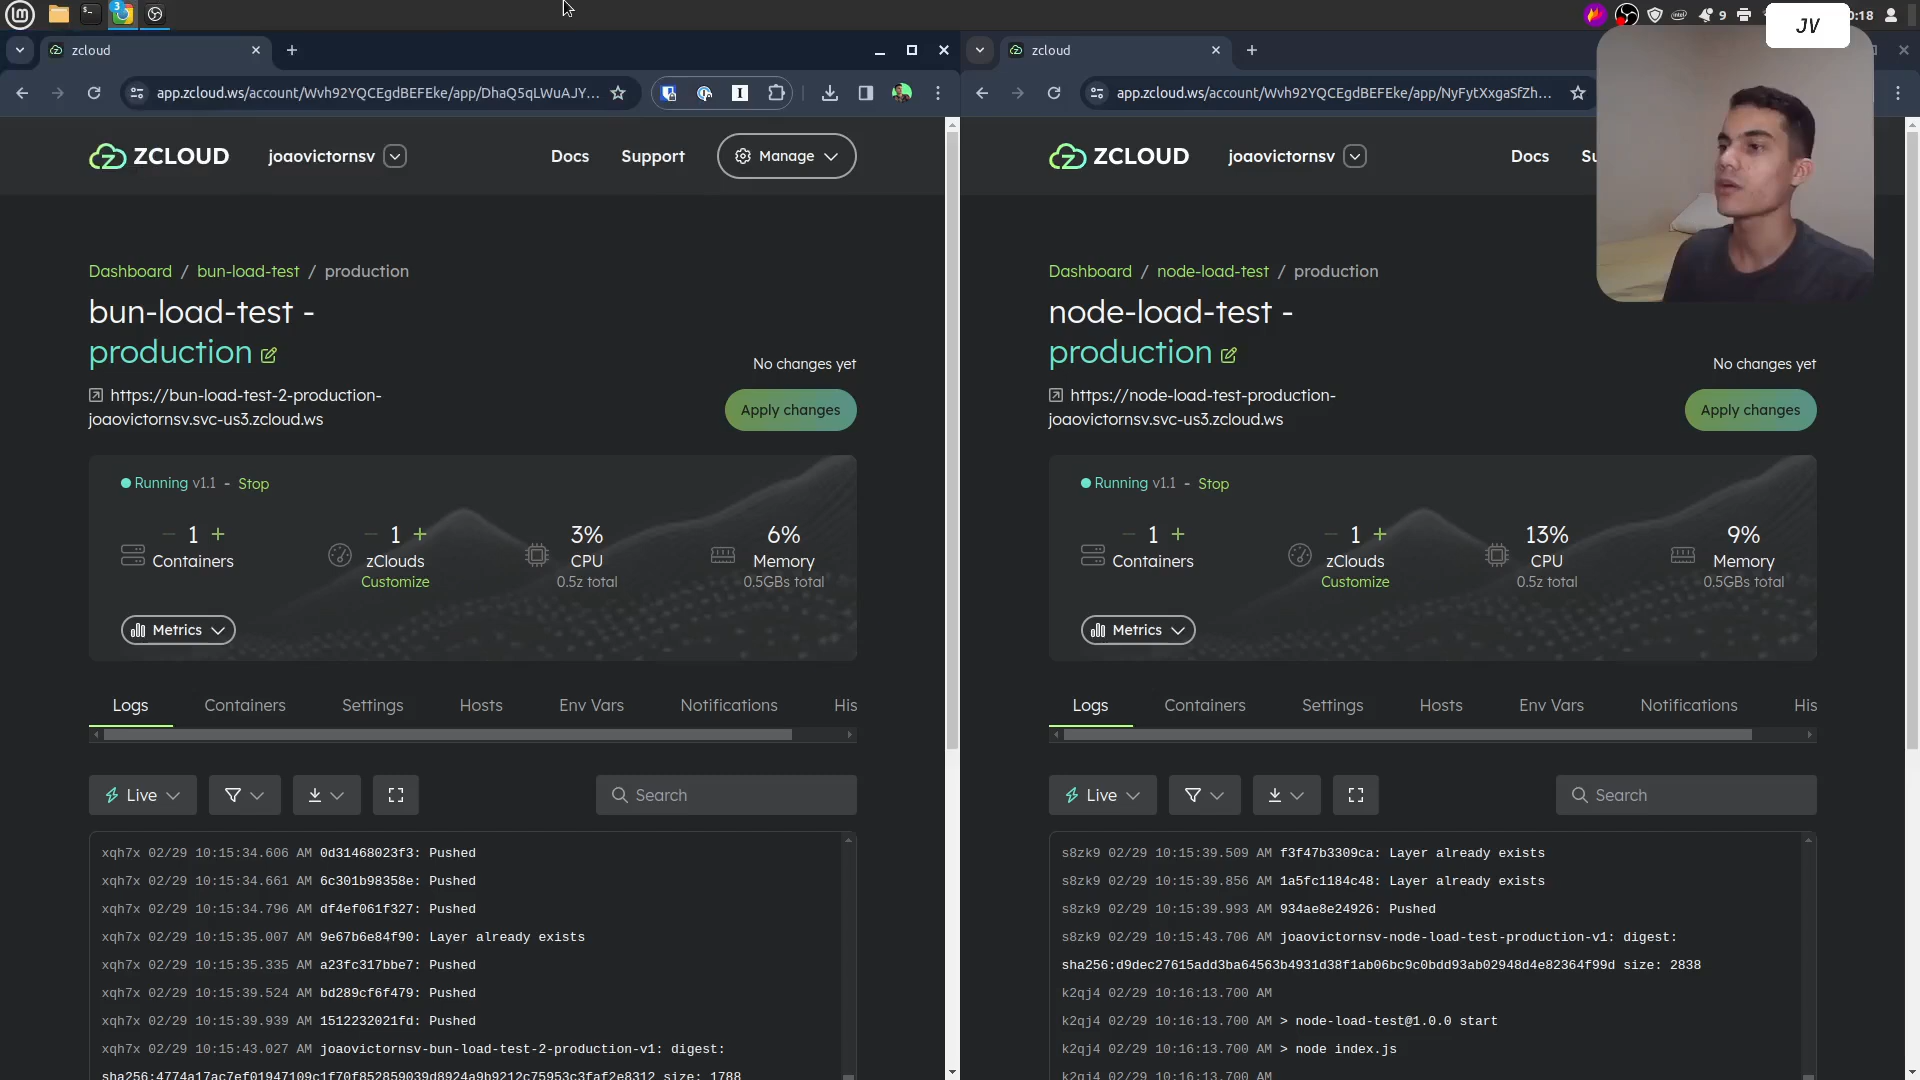 3
9
:18
JV
zcloud
app.zcloud.ws/account/Wvh92YQCEgdBEFEke/app/DhaQ5qLWuAJY...
ZCLOUD
joaovictornsv
Docs
Support
Manage
Dashboard / bun-load-test / production
bun-load-test -
production
No changes yet
https://bun-load-test-2-production-
joaovictornsv.svc-us3.zcloud.ws
Apply changes
Running v1.1 - Stop
− 1 +
Containers
− 1 +
zClouds
Customize
3%
CPU
0.5z total
6%
Memory
0.5GBs total
Metrics
Logs Containers Settings Hosts Env Vars Notifications His
Live
Search
xqh7x 02/29 10:15:34.606 AM 0d31468023f3: Pushed
xqh7x 02/29 10:15:34.661 AM 6c301b98358e: Pushed
xqh7x 02/29 10:15:34.796 AM df4ef061f327: Pushed
xqh7x 02/29 10:15:35.007 AM 9e67b6e84f90: Layer already exists
xqh7x 02/29 10:15:35.335 AM a23fc317bbe7: Pushed
xqh7x 02/29 10:15:39.524 AM bd289cf6f479: Pushed
xqh7x 02/29 10:15:39.939 AM 1512232021fd: Pushed
xqh7x 02/29 10:15:43.027 AM joaovictornsv-bun-load-test-2-production-v1: digest:
sha256:4774a17ac7ef01947109c1f70f852859039d8924a9b9212c75953c3faf2e8312 size: 1788
zcloud
app.zcloud.ws/account/Wvh92YQCEgdBEFEke/app/NyFytXxgaSfZh...
ZCLOUD
joaovictornsv
Docs
Su
Dashboard / node-load-test / production
node-load-test -
production
No changes yet
https://node-load-test-production-
joaovictornsv.svc-us3.zcloud.ws
Apply changes
Running v1.1 - Stop
− 1 +
Containers
− 1 +
zClouds
Customize
13%
CPU
0.5z total
9%
Memory
0.5GBs total
Metrics
Logs Containers Settings Hosts Env Vars Notifications His
Live
Search
s8zk9 02/29 10:15:39.509 AM f3f47b3309ca: Layer already exists
s8zk9 02/29 10:15:39.856 AM 1a5fc1184c48: Layer already exists
s8zk9 02/29 10:15:39.993 AM 934ae8e24926: Pushed
s8zk9 02/29 10:15:43.706 AM joaovictornsv-node-load-test-production-v1: digest:
sha256:d9dec27615add3ba64563b4931d38f1ab06bc9c0bdd93ab02948d4e82364f99d size: 2838
k2qj4 02/29 10:16:13.700 AM
k2qj4 02/29 10:16:13.700 AM > node-load-test@1.0.0 start
k2qj4 02/29 10:16:13.700 AM > node index.js
k2qj4 02/29 10:16:13.700 AM